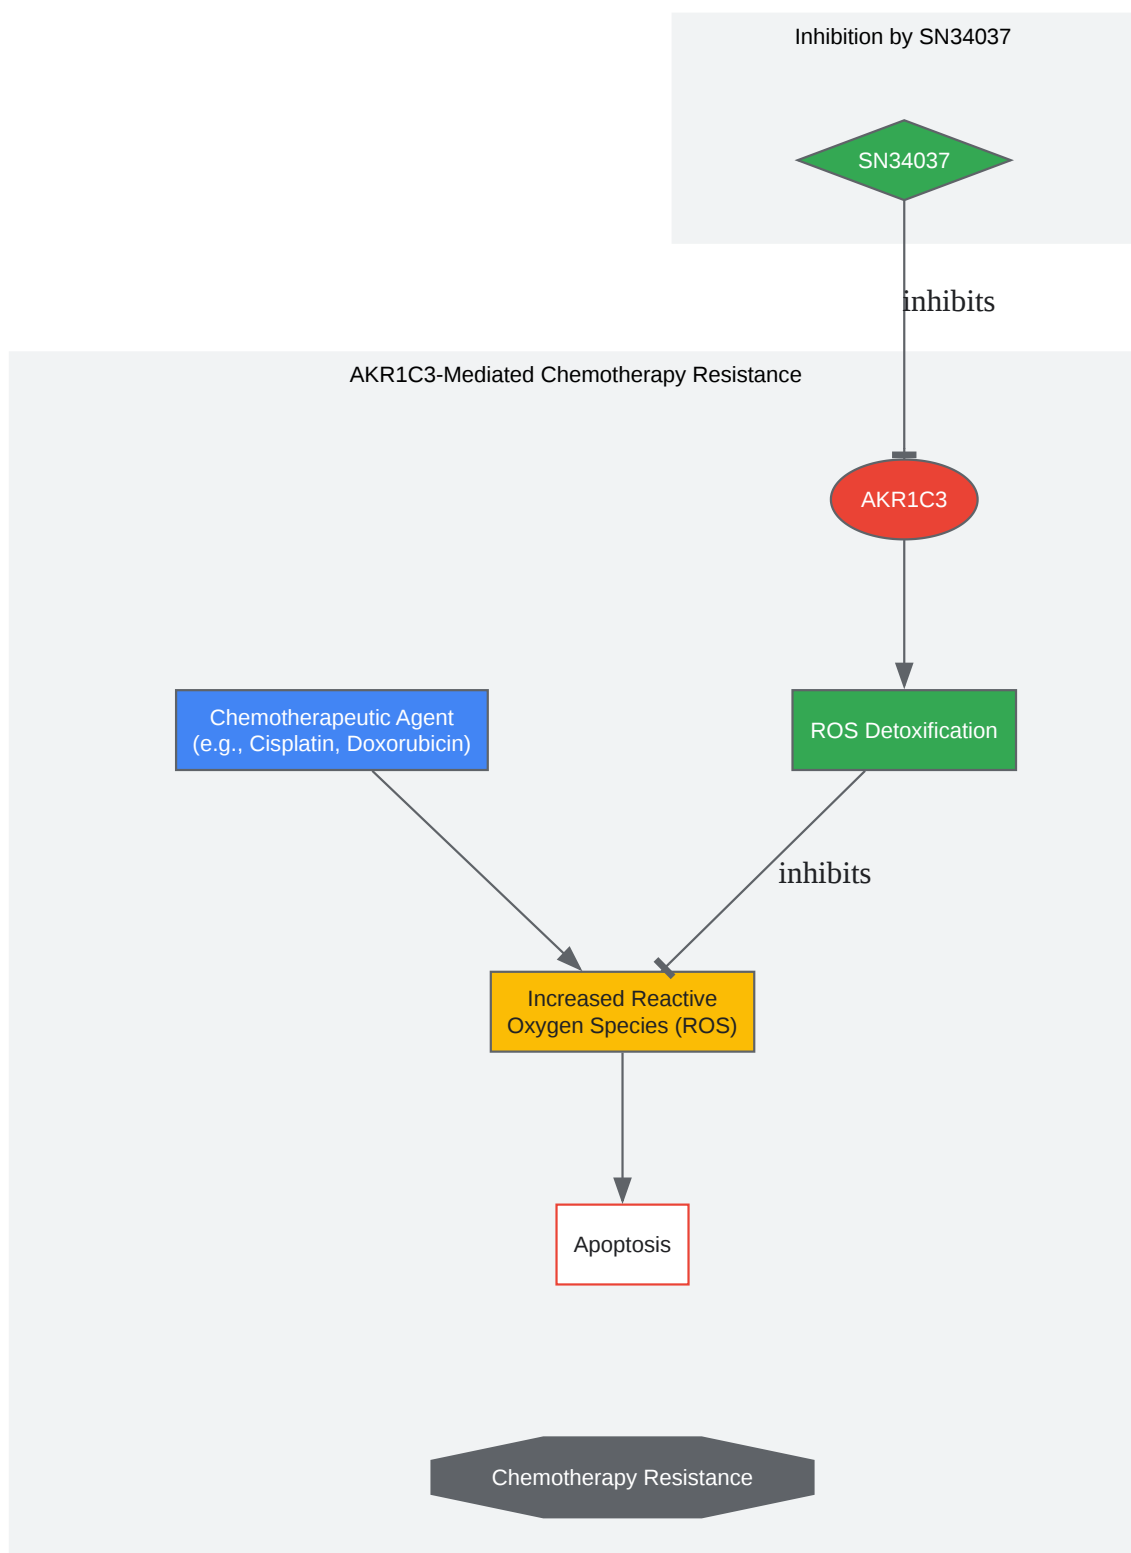 Inhibition by SN34037
SN34037
inhibits
AKR1C3-Mediated Chemotherapy Resistance
AKR1C3
Chemotherapeutic Agent
(e.g., Cisplatin, Doxorubicin)
ROS Detoxification
inhibits
Increased Reactive
Oxygen Species (ROS)
Apoptosis
Chemotherapy Resistance